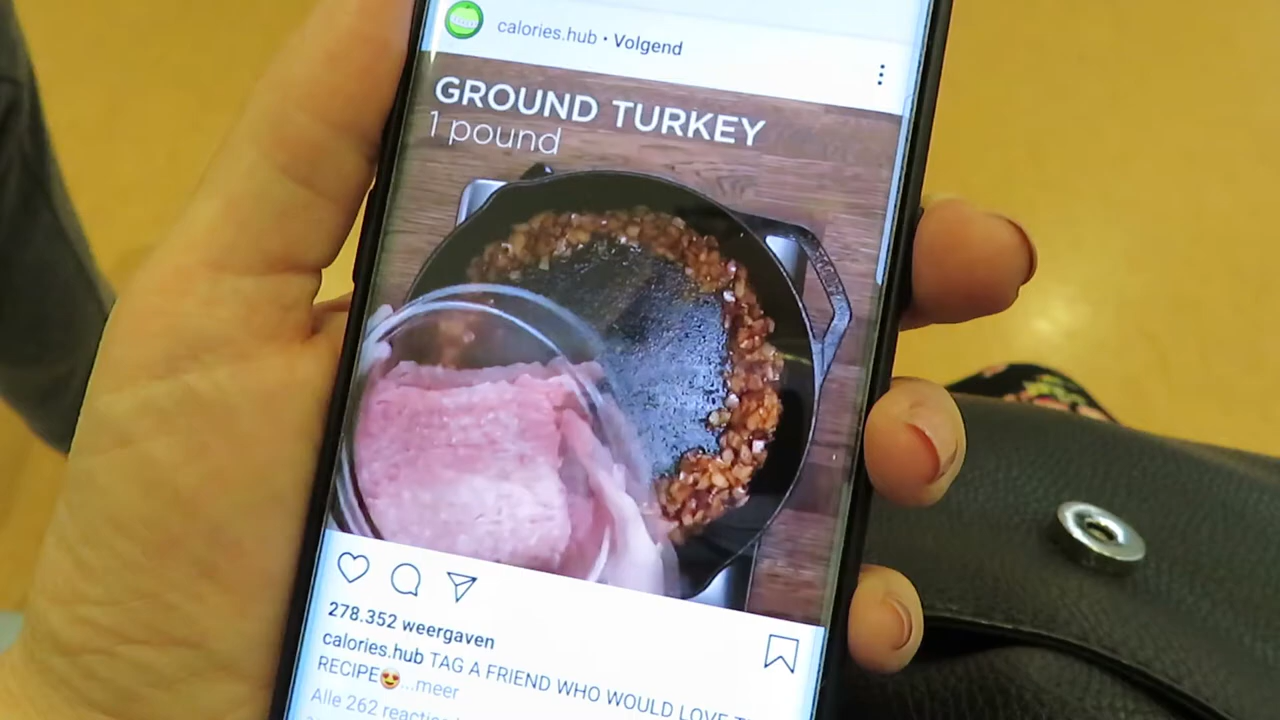 calories.hub • Volgend
GROUND TURKEY
1 pound
278.352 weergaven
calories.hub TAG A FRIEND WHO WOULD LOVE
RECIPE😍...meer
Alle 262